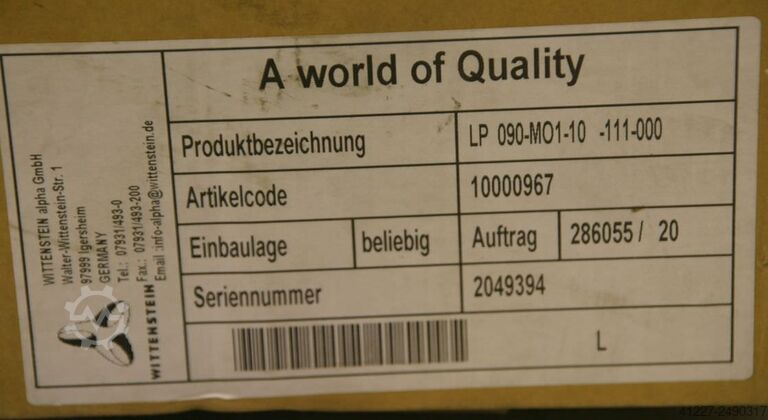 A world of Quality
Produktbezeichnung LP 090-MO1-10 -111-000
Artikelcode 10000967
Einbaulage beliebig Auftrag 286055 / 20
Seriennummer 2049394
L
WITTENSTEIN alpha GmbH
Walter-Wittenstein-Str. 1
97999 Igersheim
GERMANY
Tel.: 07931/493-0
Fax.: 07931/493-200
Email :info-alpha@wittenstein.de
WITTENSTEIN
41227-2490317